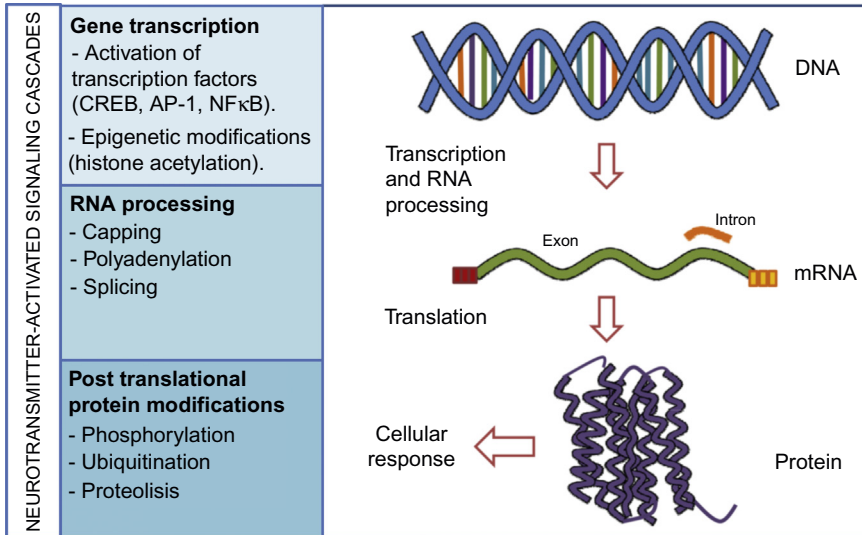 NEUROTRANSMITTER-ACTIVATED SIGNALING CASCADES
Gene transcription
- Activation of
transcription factors
(CREB, AP-1, NFκB).
- Epigenetic modifications
(histone acetylation).
RNA processing
- Capping
- Polyadenylation
- Splicing
Post translational
protein modifications
- Phosphorylation
- Ubiquitination
- Proteolisis
DNA
Transcription
and RNA
processing
Intron
Exon
mRNA
Translation
Cellular
response
Protein